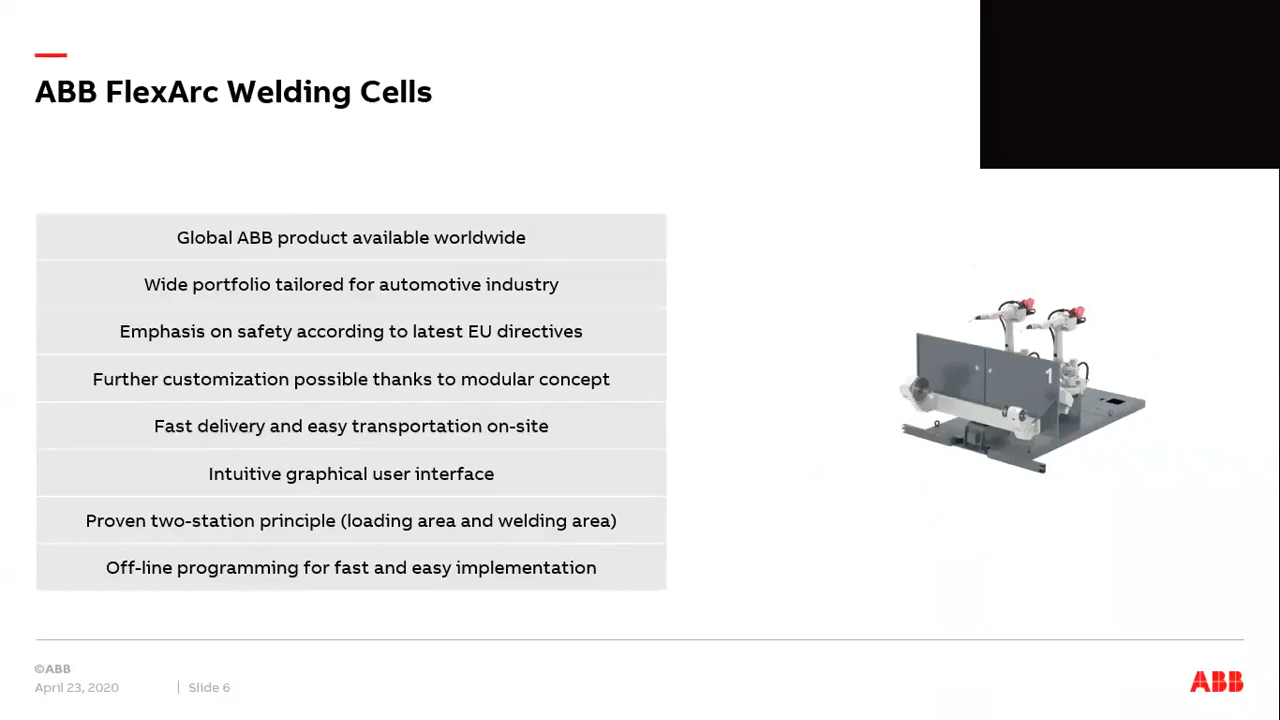 ABB FlexArc Welding Cells
Global ABB product available worldwide
Wide portfolio tailored for automotive industry
Emphasis on safety according to latest EU directives
Further customization possible thanks to modular concept
Fast delivery and easy transportation on-site
Intuitive graphical user interface
Proven two-station principle (loading area and welding area)
Off-line programming for fast and easy implementation
1
©ABB
April 23, 2020 | Slide 6
ABB